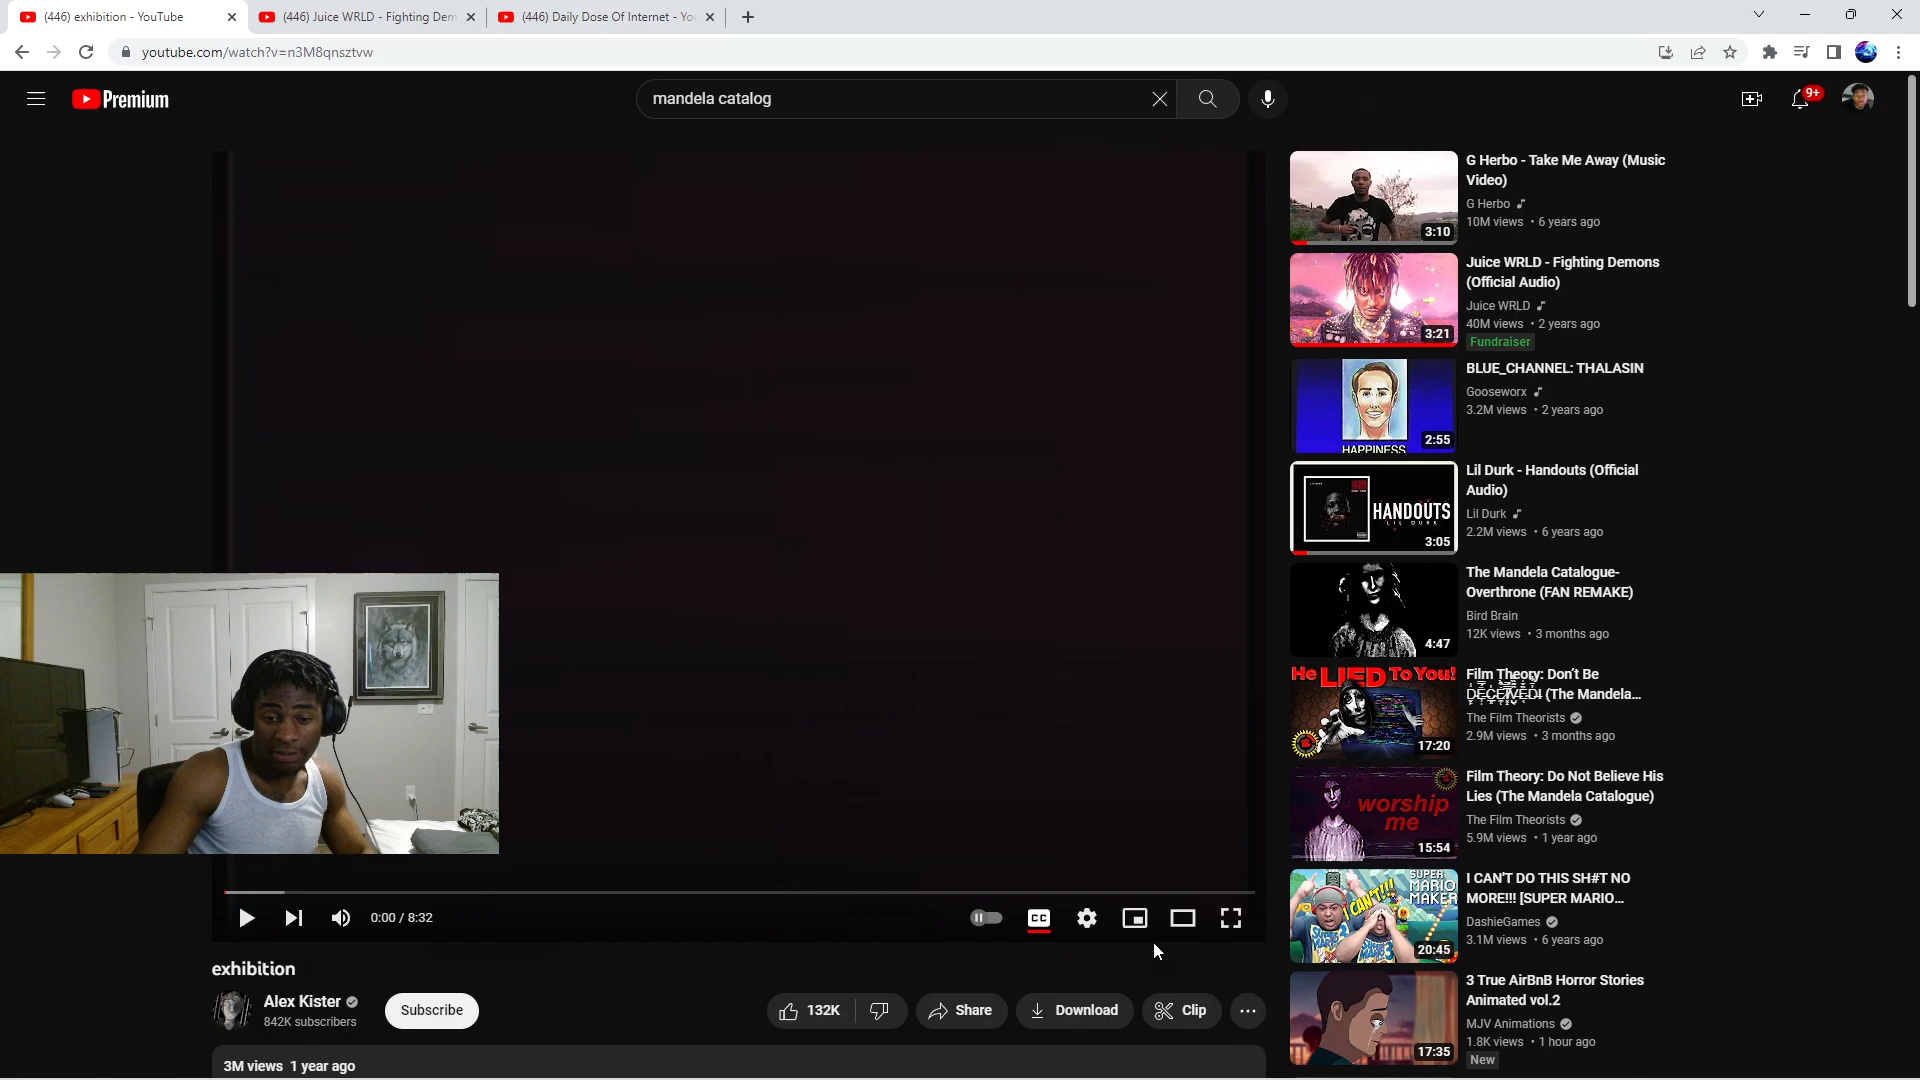 (446) exhibition - YouTube
(446) Juice WRLD - Fighting Dem
(446) Daily Dose Of Internet - Yo
youtube.com/watch?v=n3M8qnsztvw
Premium
mandela catalog
9+
3:10
G Herbo - Take Me Away (Music
Video)
G Herbo
10M views • 6 years ago
3:21
Juice WRLD - Fighting Demons
(Official Audio)
Juice WRLD
40M views • 2 years ago
Fundraiser
HAPPINESS
2:55
BLUE_CHANNEL: THALASIN
Gooseworx
3.2M views • 2 years ago
HANDOUTS
LIL DURK
3:05
Lil Durk - Handouts (Official
Audio)
Lil Durk
2.2M views • 6 years ago
4:47
The Mandela Catalogue-
Overthrone (FAN REMAKE)
Bird Brain
12K views • 3 months ago
He LIED To You!
17:20
Film Theory: Don't Be
DECEIVED! (The Mandela...
The Film Theorists
2.9M views • 3 months ago
worship
me
15:54
Film Theory: Do Not Believe His
Lies (The Mandela Catalogue)
The Film Theorists
5.9M views • 1 year ago
I CAN'T!!!
SUPER
MARIO
MAKER
20:45
I CAN'T DO THIS SH#T NO
MORE!!! [SUPER MARIO...
DashieGames
3.1M views • 6 years ago
17:35
3 True AirBnB Horror Stories
Animated vol.2
MJV Animations
1.8K views • 1 hour ago
New
0:00 / 8:32
CC
exhibition
Alex Kister
842K subscribers
Subscribe
132K
Share
Download
Clip
3M views 1 year ago